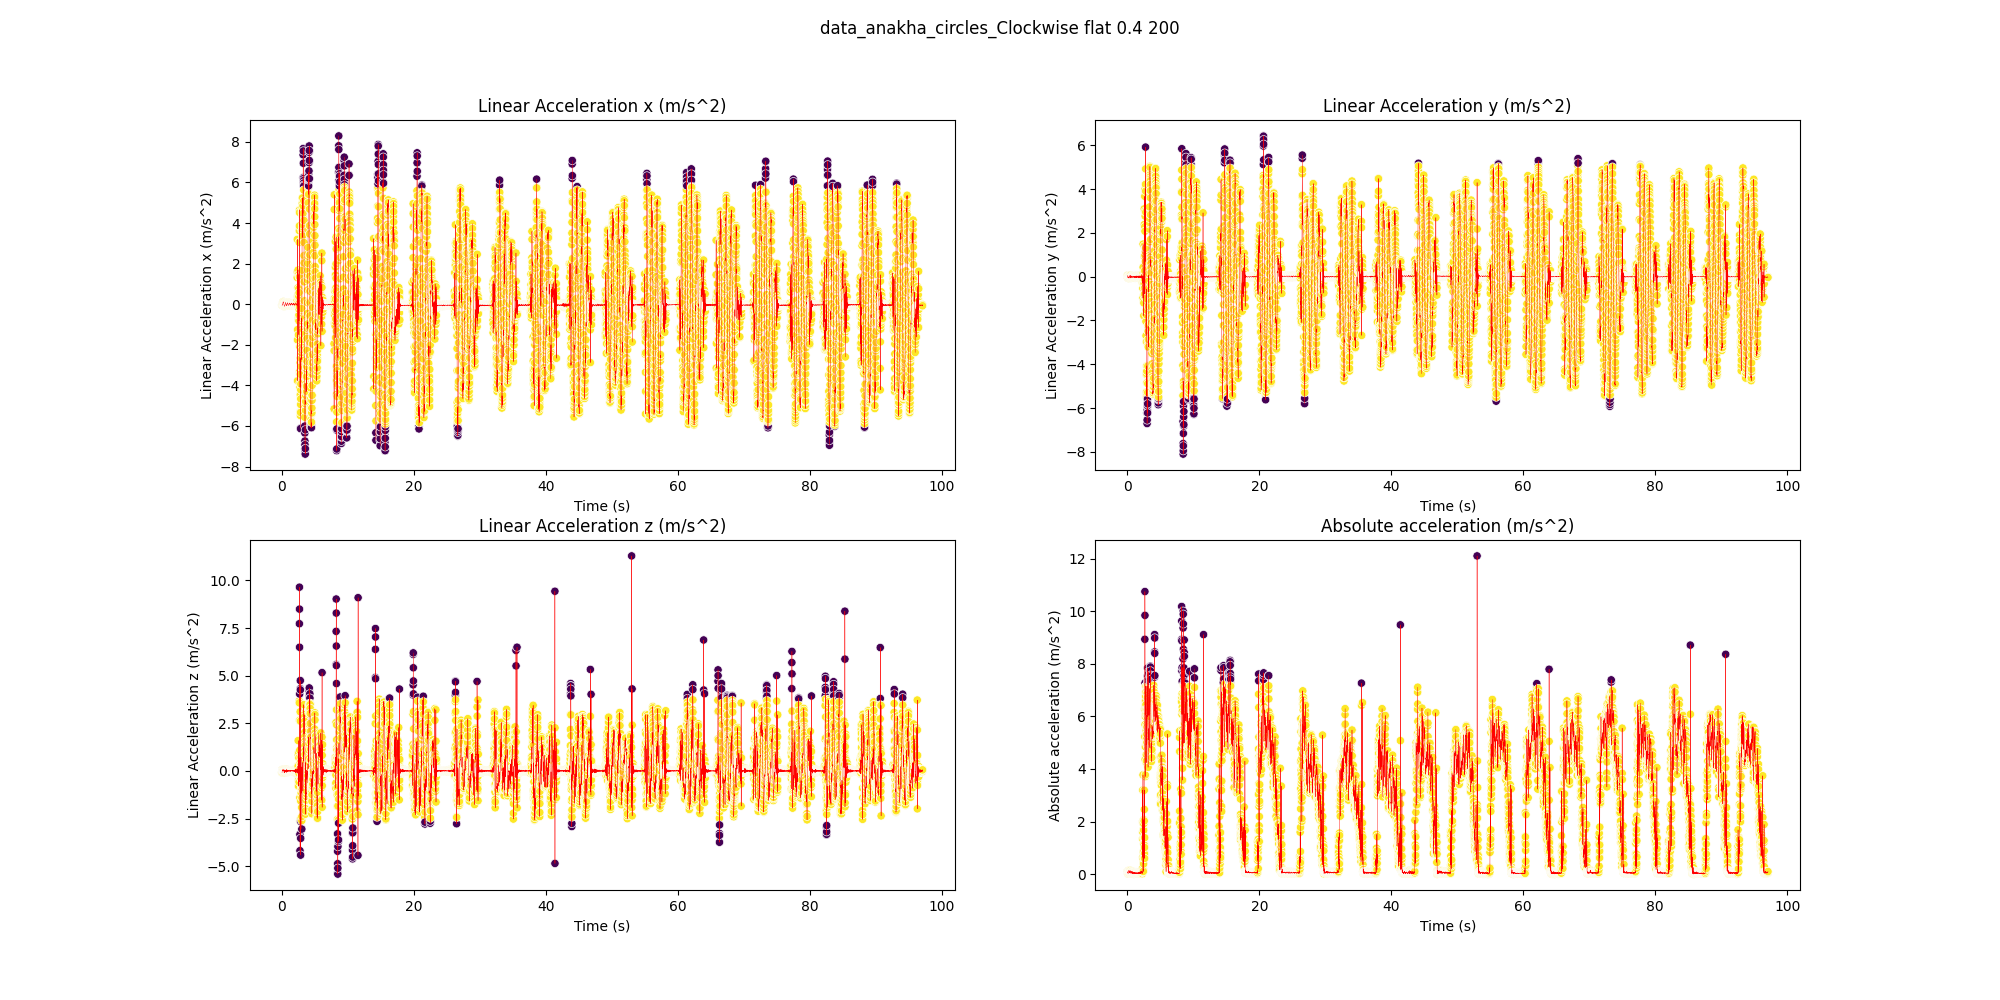 data_anakha_circles_Clockwise flat 0.4 200
Linear Acceleration x (m/s^2)
Linear Acceleration x (m/s^2)
8
6
4
2
0
−2
−4
−6
−8
0 20 40 60 80 100
Time (s)
Linear Acceleration y (m/s^2)
Linear Acceleration y (m/s^2)
6
4
2
0
−2
−4
−6
−8
0 20 40 60 80 100
Time (s)
Linear Acceleration z (m/s^2)
Linear Acceleration z (m/s^2)
10.0
7.5
5.0
2.5
0.0
−2.5
−5.0
0 20 40 60 80 100
Time (s)
Absolute acceleration (m/s^2)
Absolute acceleration (m/s^2)
12
10
8
6
4
2
0
0 20 40 60 80 100
Time (s)